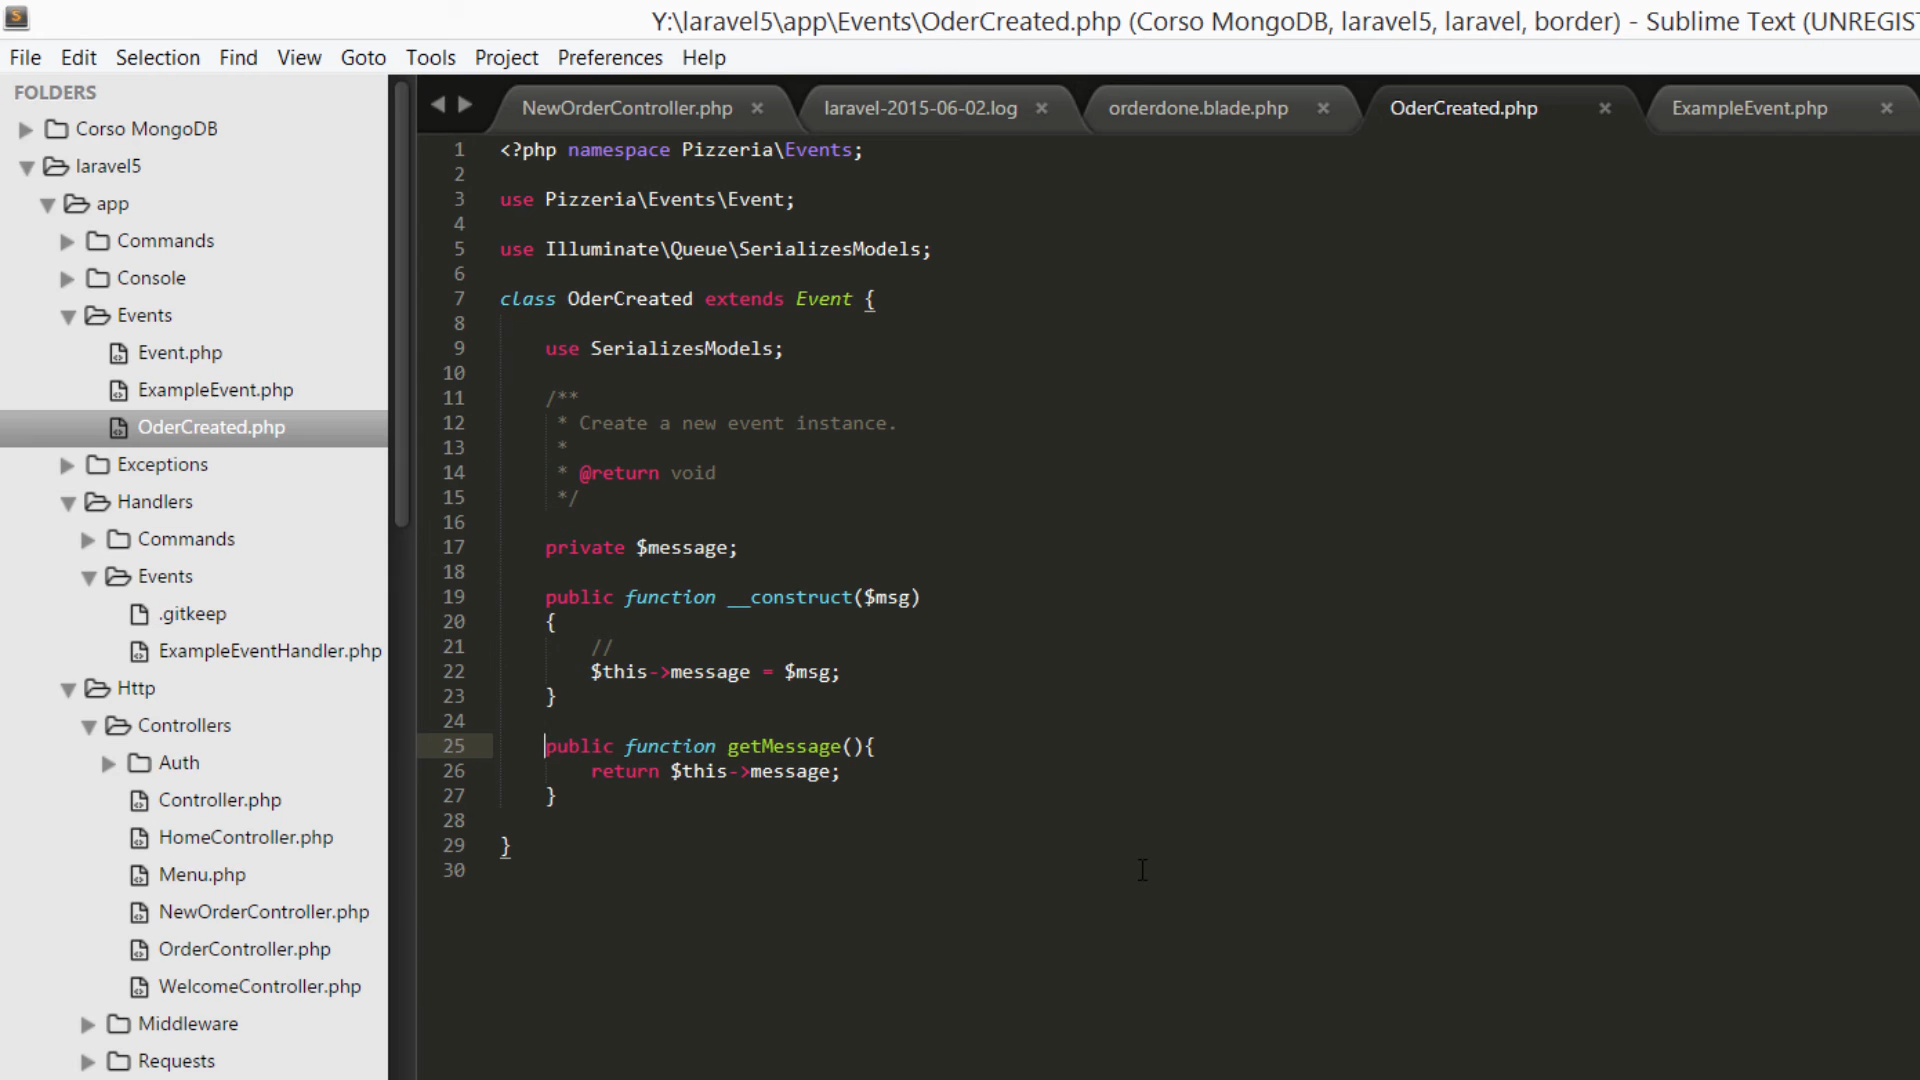 Y:\laravel5\app\Events\OderCreated.php (Corso MongoDB, laravel5, laravel, border) - Sublime Text (UNREGIST
File Edit Selection Find View Goto Tools Project Preferences Help
FOLDERS
Corso MongoDB
laravel5
app
Commands
Console
Events
Event.php
ExampleEvent.php
OderCreated.php
Exceptions
Handlers
Commands
Events
.gitkeep
ExampleEventHandler.php
Http
Controllers
Auth
Controller.php
HomeController.php
Menu.php
NewOrderController.php
OrderController.php
WelcomeController.php
Middleware
Requests
NewOrderController.php × laravel-2015-06-02.log × orderdone.blade.php × OderCreated.php × ExampleEvent.php ×
1 <?php namespace Pizzeria\Events;
2
3 use Pizzeria\Events\Event;
4
5 use Illuminate\Queue\SerializesModels;
6
7 class OderCreated extends Event {
8
9     use SerializesModels;
10
11     /**
12      * Create a new event instance.
13      *
14      * @return void
15      */
16
17     private $message;
18
19     public function __construct($msg)
20     {
21         //
22         $this->message = $msg;
23     }
24
25     public function getMessage(){
26         return $this->message;
27     }
28
29 }
30